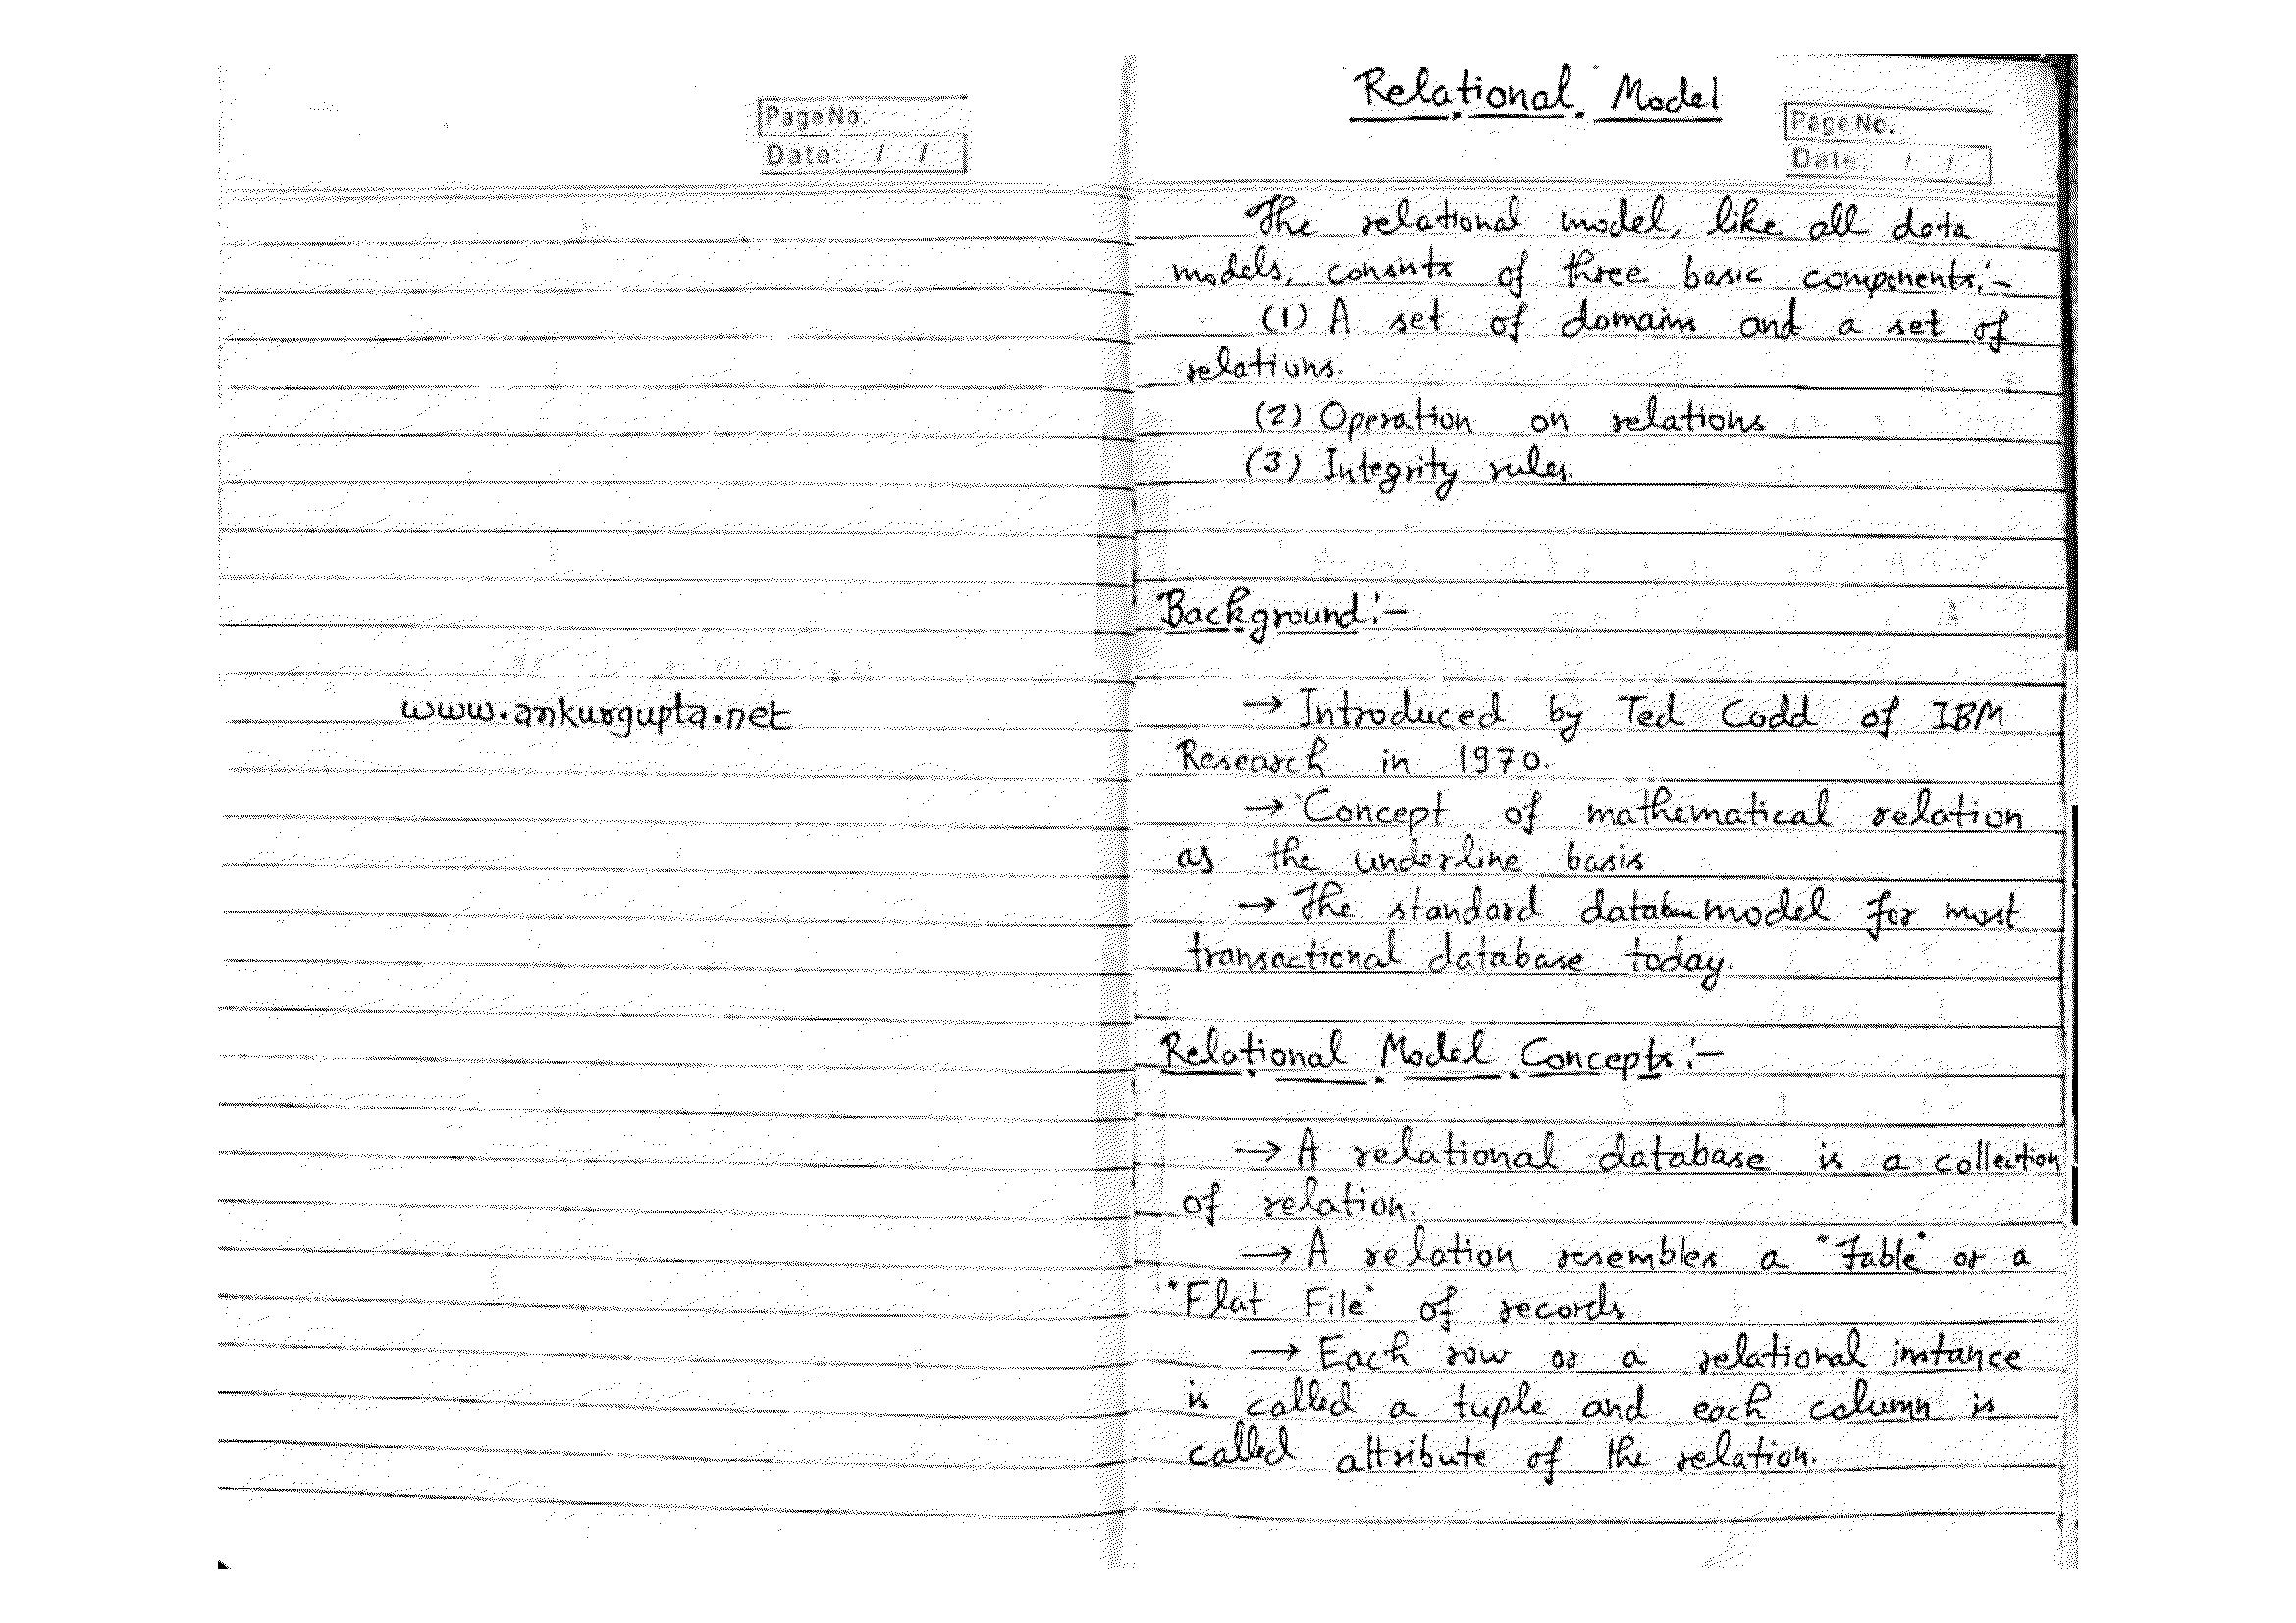 Page No.
Date: / /
www.ankurgupta.net
Relational Model
Page No.
Date: / /
The relational model, like all data
models, consists of three basic components:-
(1) A set of domains and a set of
relations.
(2) Operation on relations
(3) Integrity rules.
Background:-
→ Introduced by Ted Codd of IBM
Research in 1970.
→ Concept of mathematical relation
as the underline basis
→ The standard database model for most
transactional database today.
Relational Model Concepts:-
→ A relational database is a collection
of relation.
→ A relation resembles a "Table" or a
"Flat File" of records
→ Each row or a relational instance
is called a tuple and each column is
called attribute of the relation.